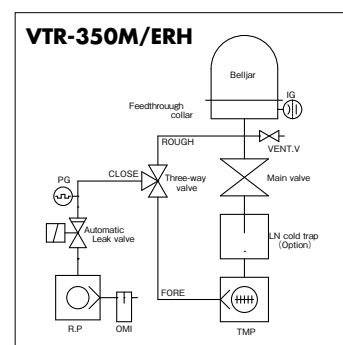 VTR-350M/ERH
Belljar
IG
Feedthruough
collar
ROUGH
VENT.V
CLOSE
PG
Three-way
valve
Main valve
Automatic
Leak valve
LN cold trap
(Option)
FORE
R.P
OMI
TMP